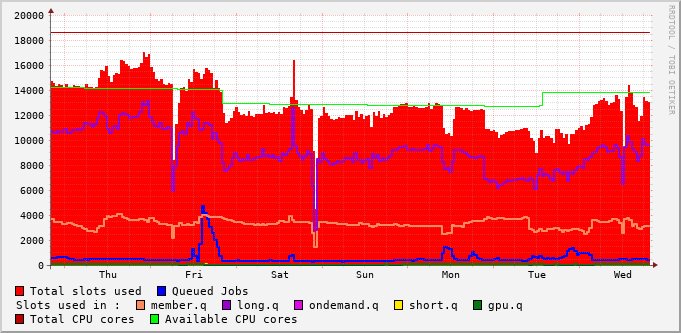 20000
18000
16000
14000
12000
10000
8000
6000
4000
2000
0
Thu Fri Sat Sun Mon Tue Wed
RRDTOOL / TOBI OETIKER
Total slots used Queued Jobs
Slots used in : member.q long.q ondemand.q short.q gpu.q
Total CPU cores Available CPU cores